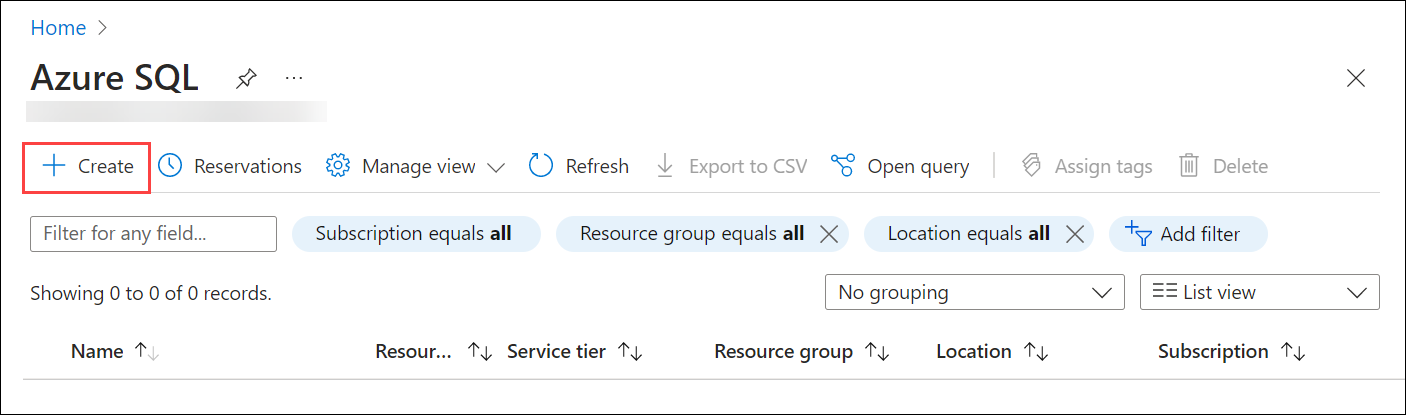 Home
Azure SQL
Create Reservations Manage view Refresh Export to CSV Open query Assign tags Delete
Filter for any field... Subscription equals all Resource group equals all Location equals all Add filter
Showing 0 to 0 of 0 records. No grouping List view
Name Resour... Service tier Resource group Location Subscription